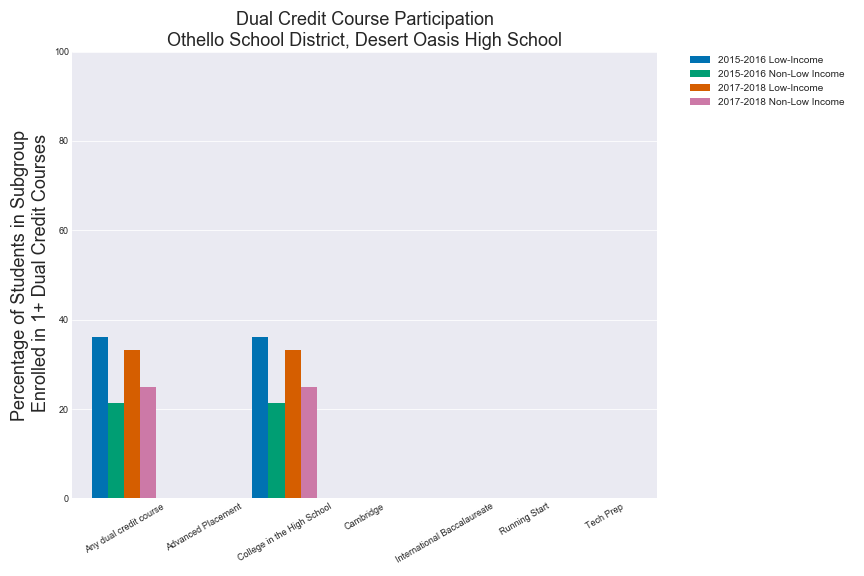 Dual Credit Course Participation
Othello School District, Desert Oasis High School
Percentage of Students in Subgroup
Enrolled in 1+ Dual Credit Courses
100
80
60
40
20
0
Any dual credit course
Advanced Placement
College in the High School
Cambridge
International Baccalaureate
Running Start
Tech Prep
2015-2016 Low-Income
2015-2016 Non-Low Income
2017-2018 Low-Income
2017-2018 Non-Low Income